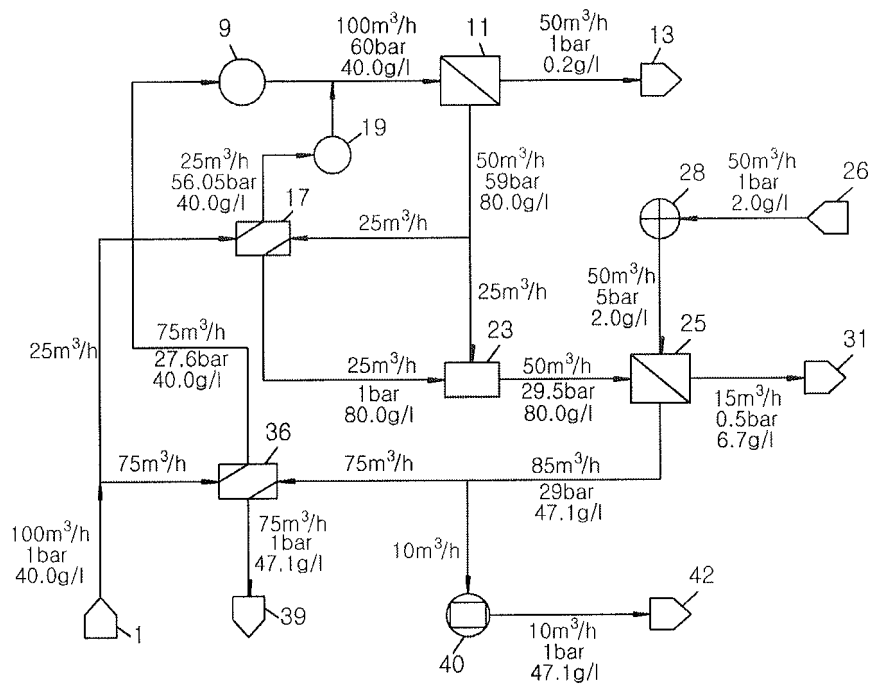 9
100m³/h
60bar
40.0g/l
11
50m³/h
1bar
0.2g/l
13
19
25m³/h
56.05bar
40.0g/l
17
25m³/h
50m³/h
59bar
80.0g/l
28
50m³/h
1bar
2.0g/l
26
25m³/h
50m³/h
5bar
2.0g/l
25m³/h
75m³/h
27.6bar
40.0g/l
25m³/h
1bar
80.0g/l
23
50m³/h
29.5bar
80.0g/l
25
31
15m³/h
0.5bar
6.7g/l
75m³/h
36
75m³/h
85m³/h
29bar
47.1g/l
100m³/h
1bar
40.0g/l
75m³/h
1bar
47.1g/l
10m³/h
1
39
40
10m³/h
1bar
47.1g/l
42